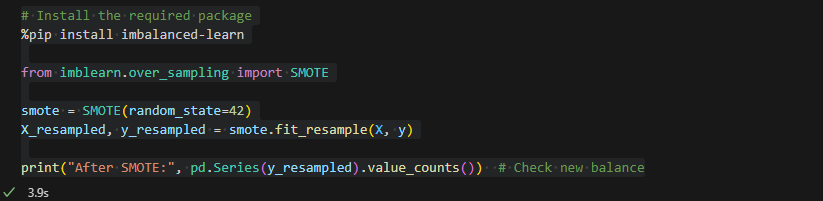 # Install the required package
%pip install imbalanced-learn
from imblearn.over_sampling import SMOTE
smote = SMOTE(random_state=42)
X_resampled, y_resampled = smote.fit_resample(X, y)
print("After SMOTE:", pd.Series(y_resampled).value_counts())  # Check new balance
3.9s